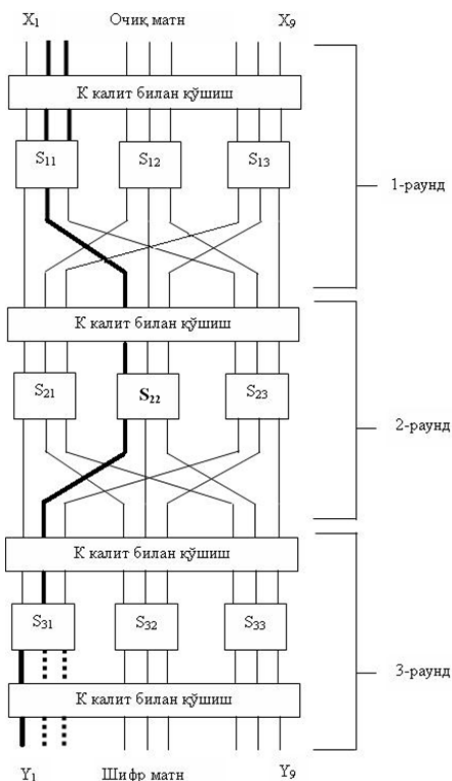 X₁ Очиқ матн X₉
К калит билан қўшиш
S₁₁ S₁₂ S₁₃
1-раунд
К калит билан қўшиш
S₂₁ S₂₂ S₂₃
2-раунд
К калит билан қўшиш
S₃₁ S₃₂ S₃₃
3-раунд
К калит билан қўшиш
Y₁ Шифр матн Y₉